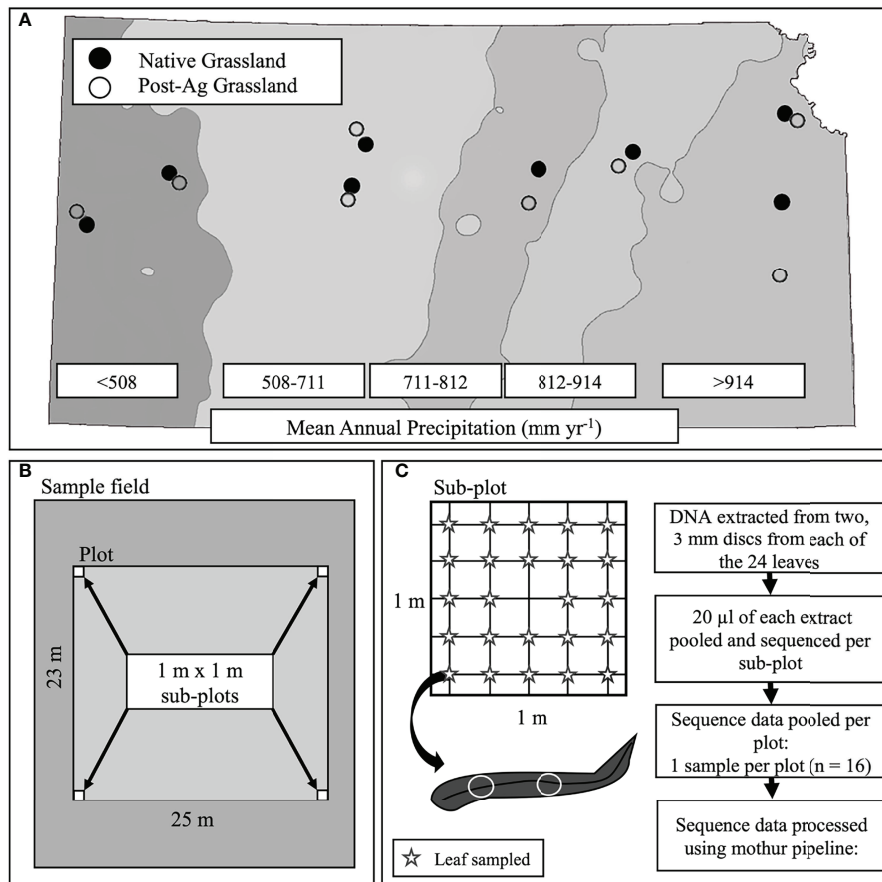 A
Native Grassland
Post-Ag Grassland
<508
508-711
711-812
812-914
>914
Mean Annual Precipitation (mm yr-1)
B
Sample field
Plot
23 m
1 m x 1 m
sub-plots
25 m
C
Sub-plot
1 m
1 m
Leaf sampled
DNA extracted from two,
3 mm discs from each of
the 24 leaves
20 µl of each extract
pooled and sequenced per
sub-plot
Sequence data pooled per
plot:
1 sample per plot (n = 16)
Sequence data processed
using mothur pipeline: